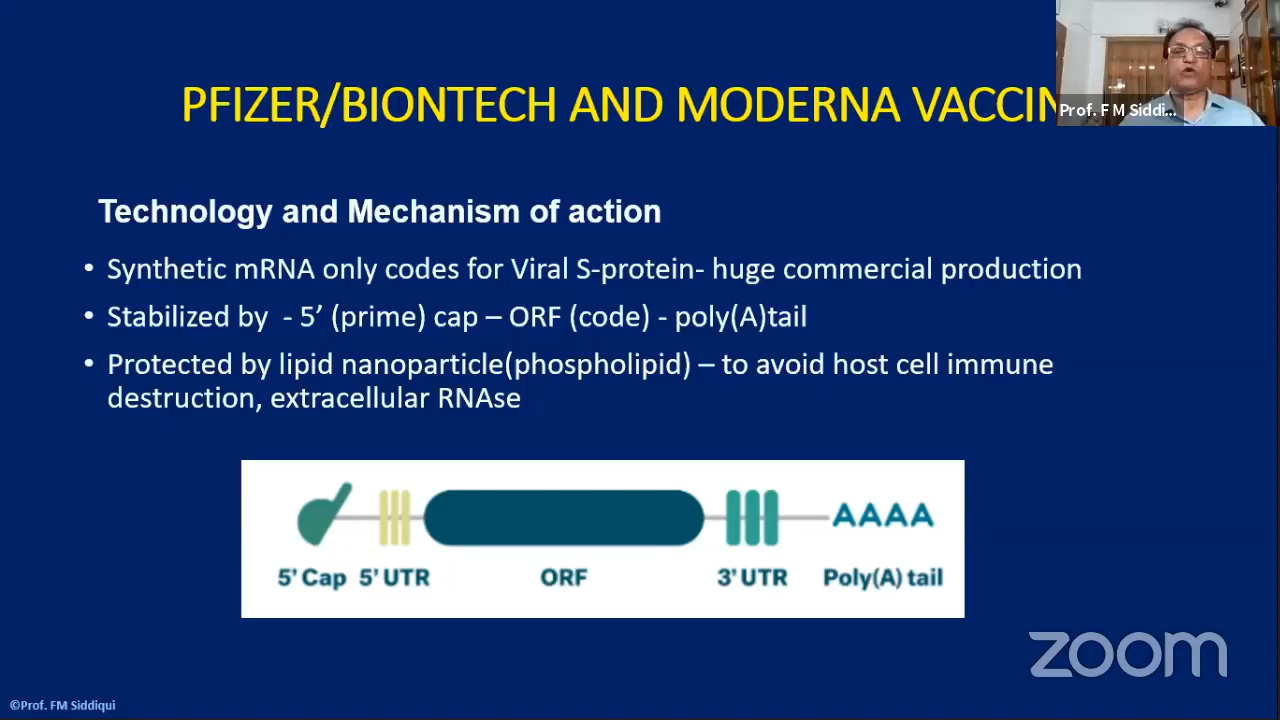 PFIZER/BIONTECH AND MODERNA VACCIN
Prof. F M Siddi...
Technology and Mechanism of action
• Synthetic mRNA only codes for Viral S-protein- huge commercial production
• Stabilized by - 5’ (prime) cap – ORF (code) - poly(A)tail
• Protected by lipid nanoparticle(phospholipid) – to avoid host cell immune
destruction, extracellular RNAse
AAAA
5' Cap 5' UTR ORF 3' UTR Poly(A) tail
zoom
©Prof. FM Siddiqui